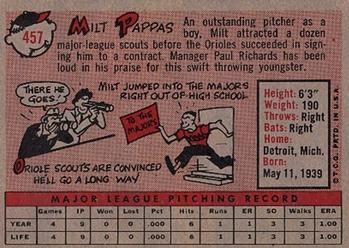 457
MILT PAPPAS
An outstanding pitcher as a
boy, Milt attracted a dozen
major-league scouts before the Orioles succeeded in sign-
ing him to a contract. Manager Paul Richards has been
loud in his praise for this swift throwing youngster.
THERE HE
GOES!
MILT JUMPED INTO THE MAJORS
RIGHT OUT-OF-HIGH SCHOOL
TO THE
MAJORS
ORIOLE SCOUTS ARE CONVINCED
HE'LL GO A LONG WAY
Height:
6'3"
Weight: 190
Throws: Right
Bats: Right
Home:
Detroit, Mich.
Born:
May 11, 1939
© T.C.G. PRTD. IN U.S.A.
MAJOR LEAGUE PITCHING RECORD
Games IP Won Lost Pct. Hits Runs ER SO Walks ERA
YEAR 4 9 0 0 .000 6 1 1 3 3 1.00
LIFE 4 9 0 0 .000 6 1 1 3 3 1.00